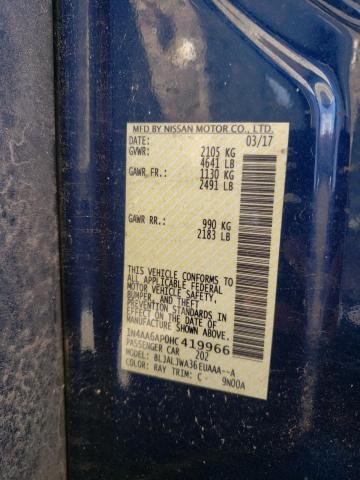 MFD BY NISSAN MOTOR CO., LTD.
DATE: 03/17
GVWR: 2105 KG
4641 LB
GAWR FR.: 1130 KG
2491 LB
GAWR RR.: 990 KG
2183 LB
THIS VEHICLE CONFORMS TO
ALL APPLICABLE FEDERAL
MOTOR VEHICLE SAFETY,
BUMPER, AND THEFT
PREVENTION STANDARDS IN
EFFECT ON THE DATE OF
MANUFACTURE SHOWN ABOVE.
1N4AA6AP0HC 419966
PASSENGER CAR 202
MODEL: BLJALJWA36EUAAA--A
COLOR: RAY TRIM: C 9N00A